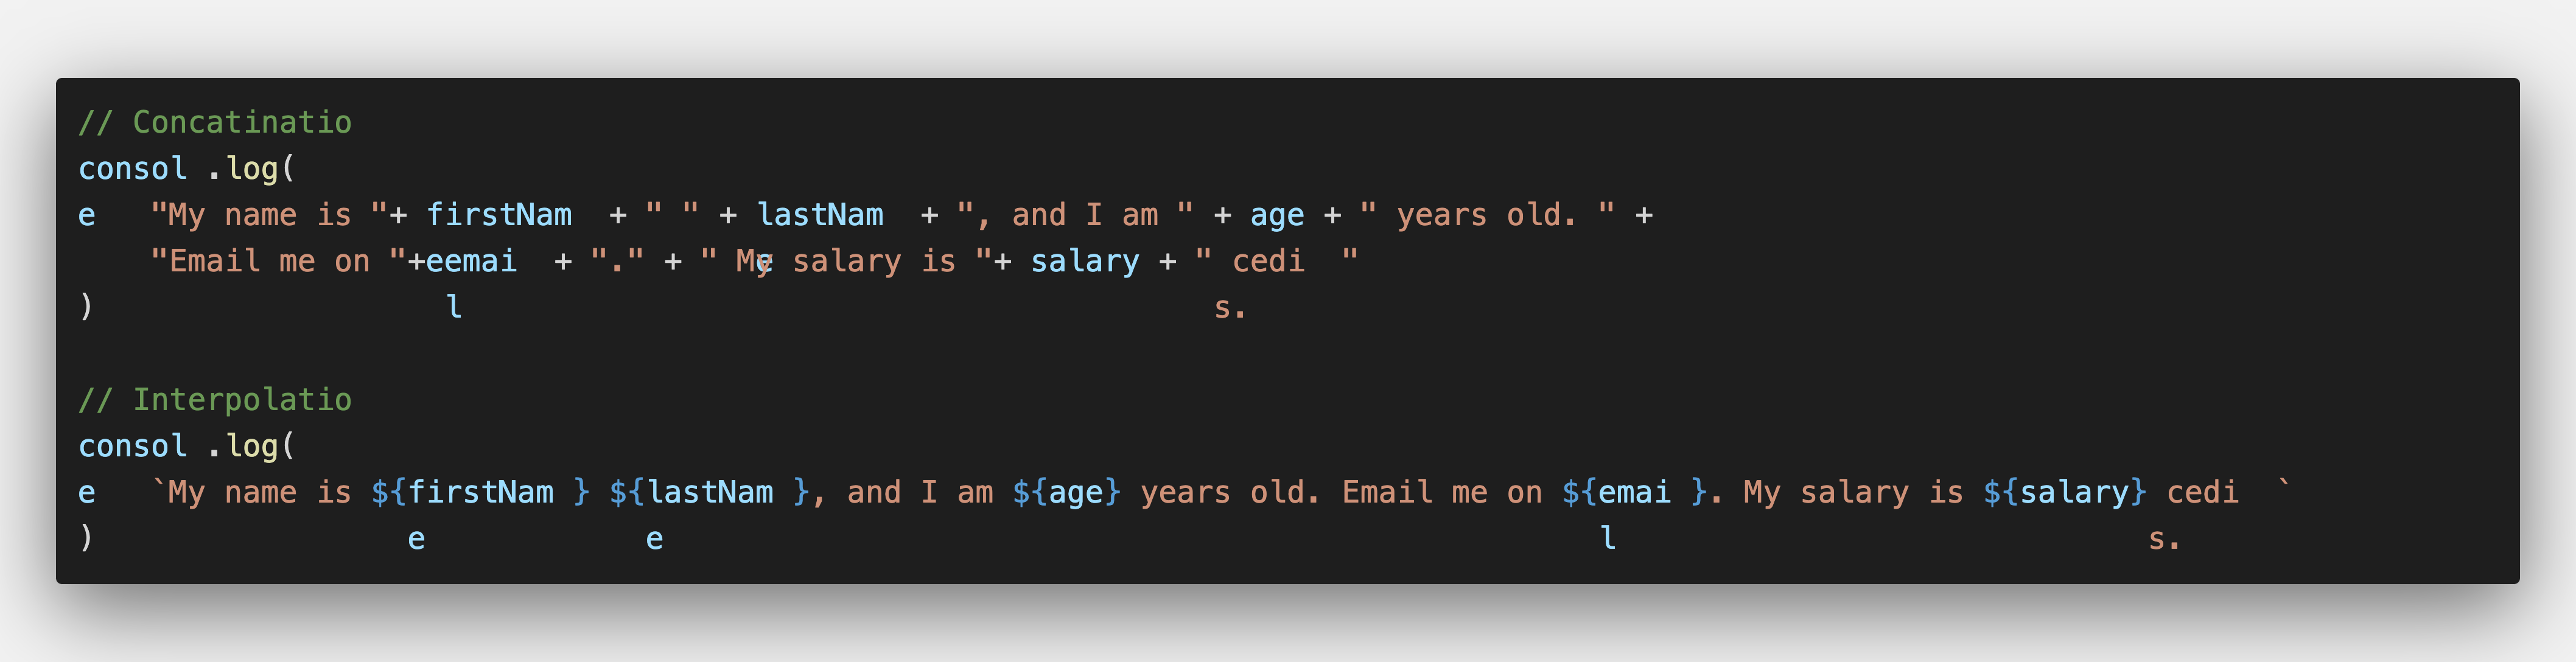 // Concatinatio
consol .log(
e   "My name is "+ firstNam  + " " + lastNam  + ", and I am " + age + " years old. " +
    "Email me on "+eemai  + "." + " My salary is "+ salary + " cedi  "
)                   l                                         s.
// Interpolatio
consol .log(
e   `My name is ${firstNam } ${lastNam }, and I am ${age} years old. Email me on ${emai }. My salary is ${salary} cedi  `
)                 e            e                                                    l                             s.